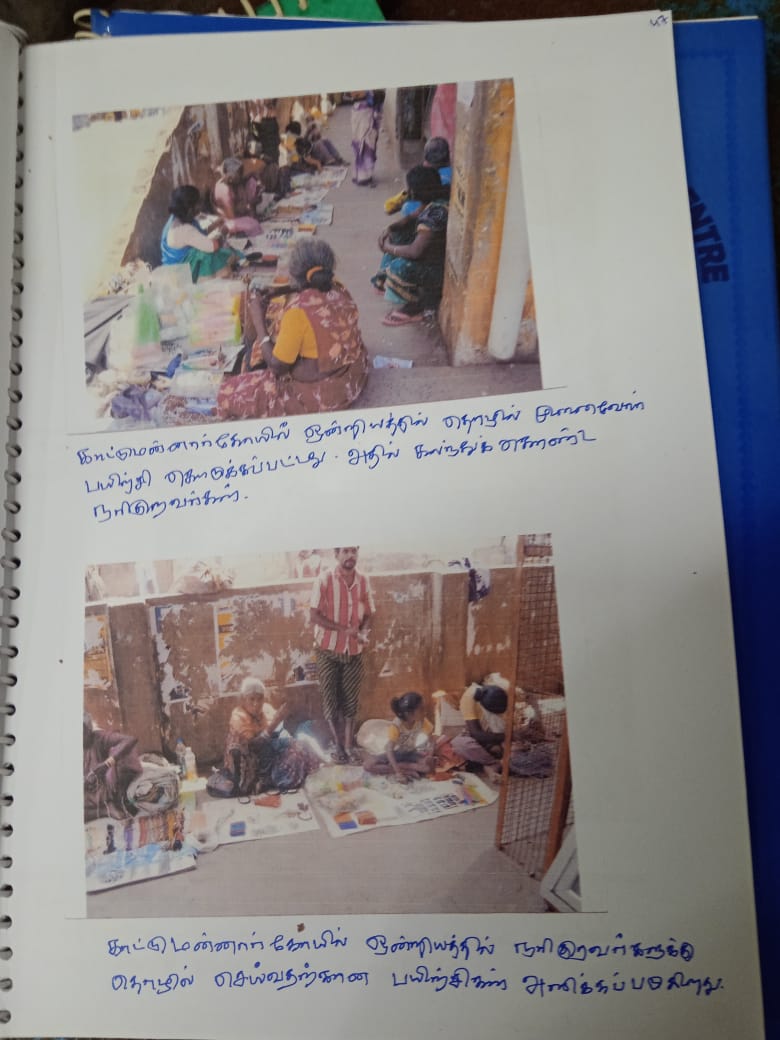 47
காட்டுமன்னார்கோயில் ஒன்றியத்தில் தொழில் முனைவோர்
பயிற்சி கொடுக்கப்பட்டது. அதில் கலந்துக் கொண்ட
நரிகுறவர்கள்.
காட்டுமன்னார்கோயில் ஒன்றியத்தில் நரிகுறவர்களுக்கு
தொழில் செய்வதற்கான பயிற்சிகள் அளிக்கப்படுகிறது.
ENTRE